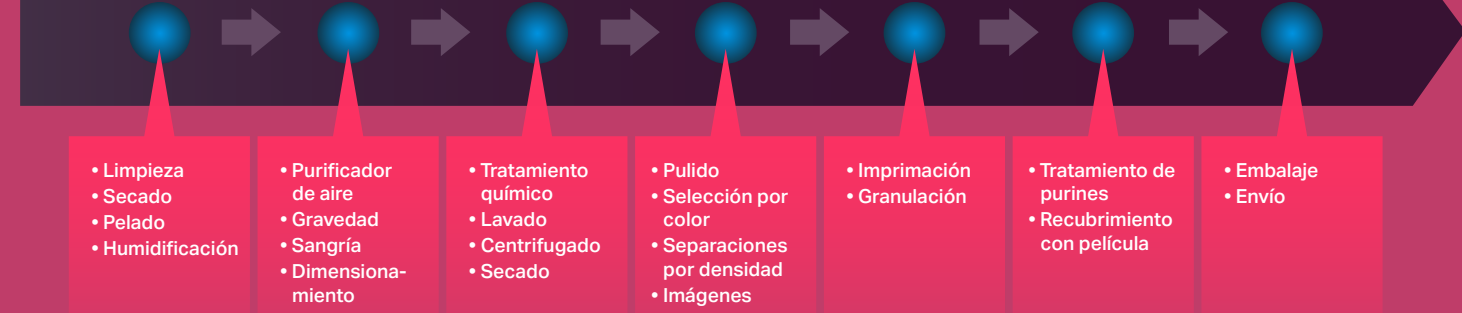 • Limpieza
• Secado
• Pelado
• Humidificación
• Purificador
de aire
• Gravedad
• Sangría
• Dimensiona-
miento
• Tratamiento
químico
• Lavado
• Centrifugado
• Secado
• Pulido
• Selección por
color
• Separaciones
por densidad
• Imágenes
• Imprimación
• Granulación
• Tratamiento de
purines
• Recubrimiento
con película
• Embalaje
• Envío